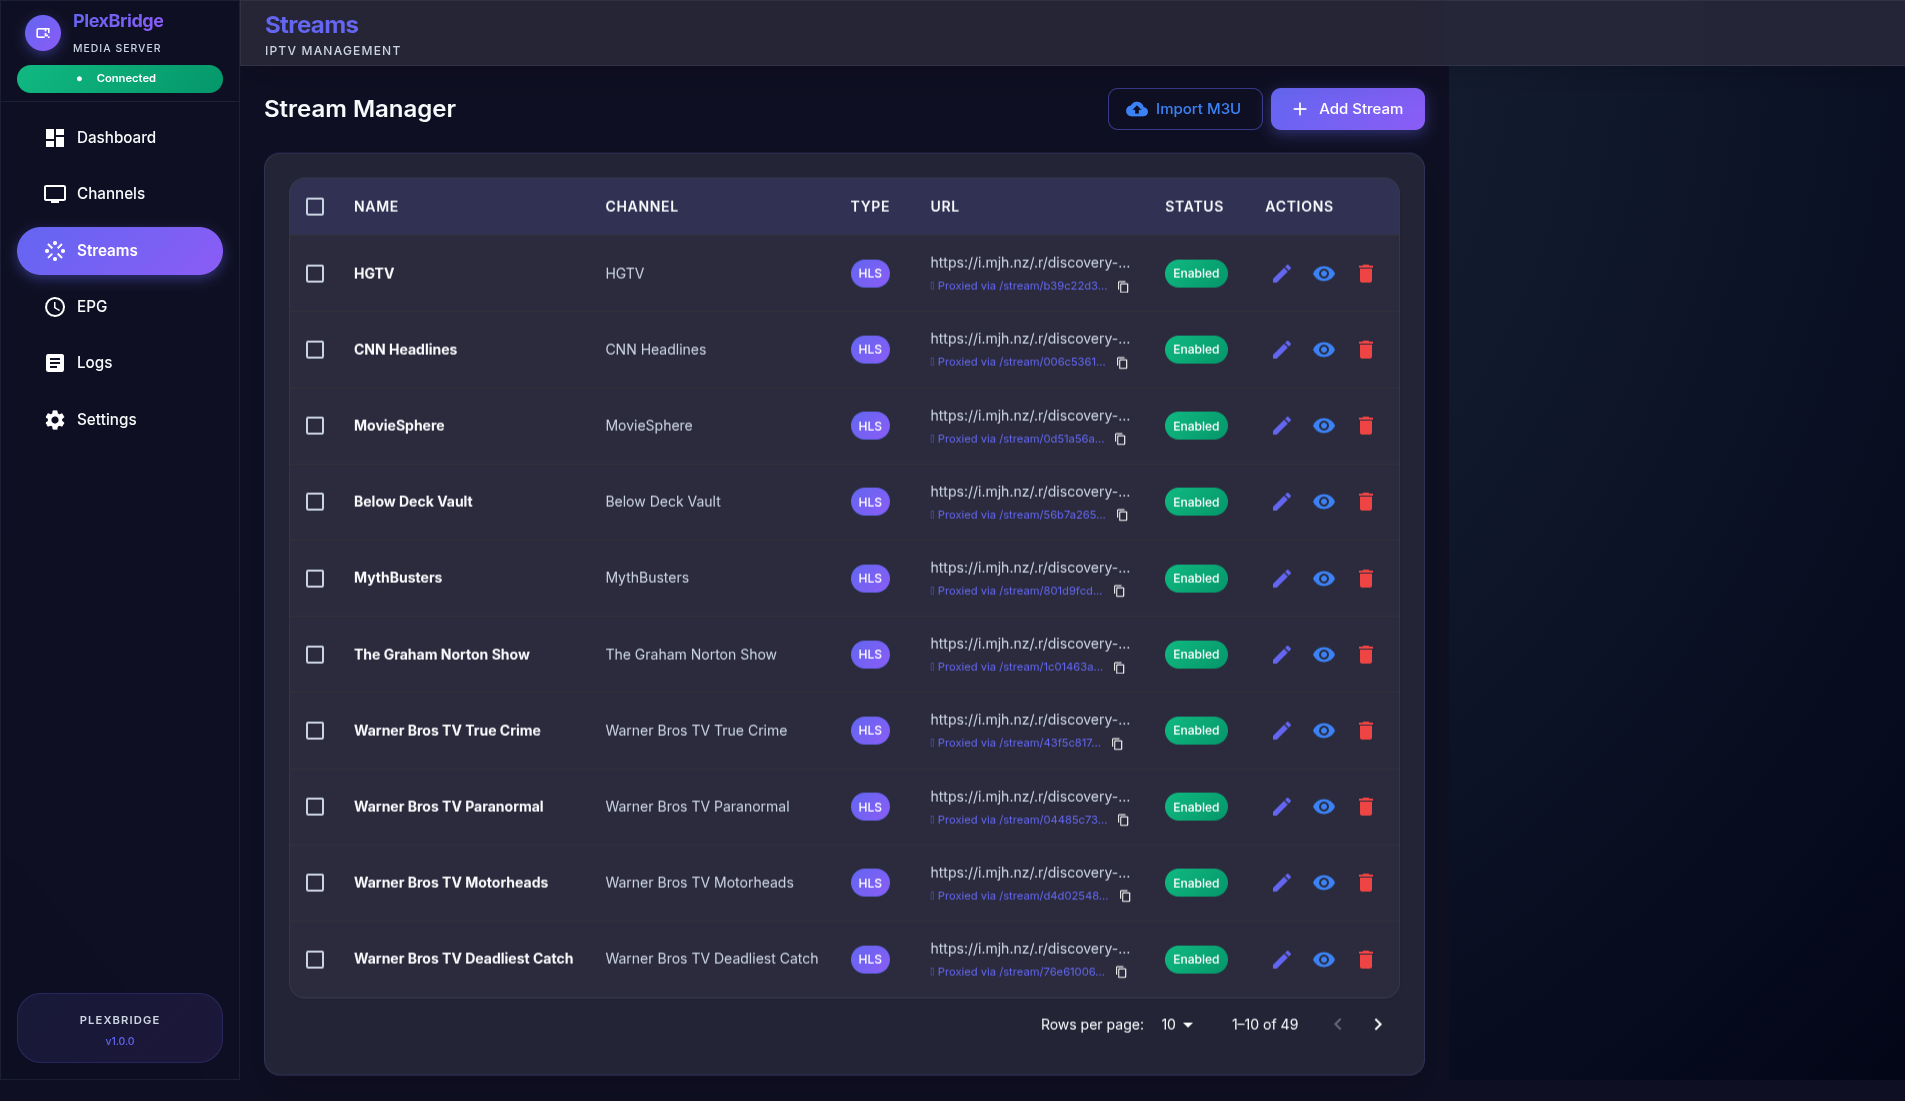 PlexBridge
MEDIA SERVER
Connected
Dashboard
Channels
Streams
EPG
Logs
Settings
PLEXBRIDGE
v1.0.0
Streams
IPTV MANAGEMENT
Stream Manager
Import M3U
Add Stream
NAME CHANNEL TYPE URL STATUS ACTIONS
HGTV HGTV HLS https://i.mjh.nz/.r/discovery-... Enabled
Proxied via /stream/b39c22d3...
CNN Headlines CNN Headlines HLS https://i.mjh.nz/.r/discovery-... Enabled
Proxied via /stream/006c5361...
MovieSphere MovieSphere HLS https://i.mjh.nz/.r/discovery-... Enabled
Proxied via /stream/0d51a56a...
Below Deck Vault Below Deck Vault HLS https://i.mjh.nz/.r/discovery-... Enabled
Proxied via /stream/56b7a265...
MythBusters MythBusters HLS https://i.mjh.nz/.r/discovery-... Enabled
Proxied via /stream/801d9fcd...
The Graham Norton Show The Graham Norton Show HLS https://i.mjh.nz/.r/discovery-... Enabled
Proxied via /stream/1c01463a...
Warner Bros TV True Crime Warner Bros TV True Crime HLS https://i.mjh.nz/.r/discovery-... Enabled
Proxied via /stream/43f5c817...
Warner Bros TV Paranormal Warner Bros TV Paranormal HLS https://i.mjh.nz/.r/discovery-... Enabled
Proxied via /stream/04485c73...
Warner Bros TV Motorheads Warner Bros TV Motorheads HLS https://i.mjh.nz/.r/discovery-... Enabled
Proxied via /stream/d4d02548...
Warner Bros TV Deadliest Catch Warner Bros TV Deadliest Catch HLS https://i.mjh.nz/.r/discovery-... Enabled
Proxied via /stream/76e61006...
Rows per page: 10 1–10 of 49